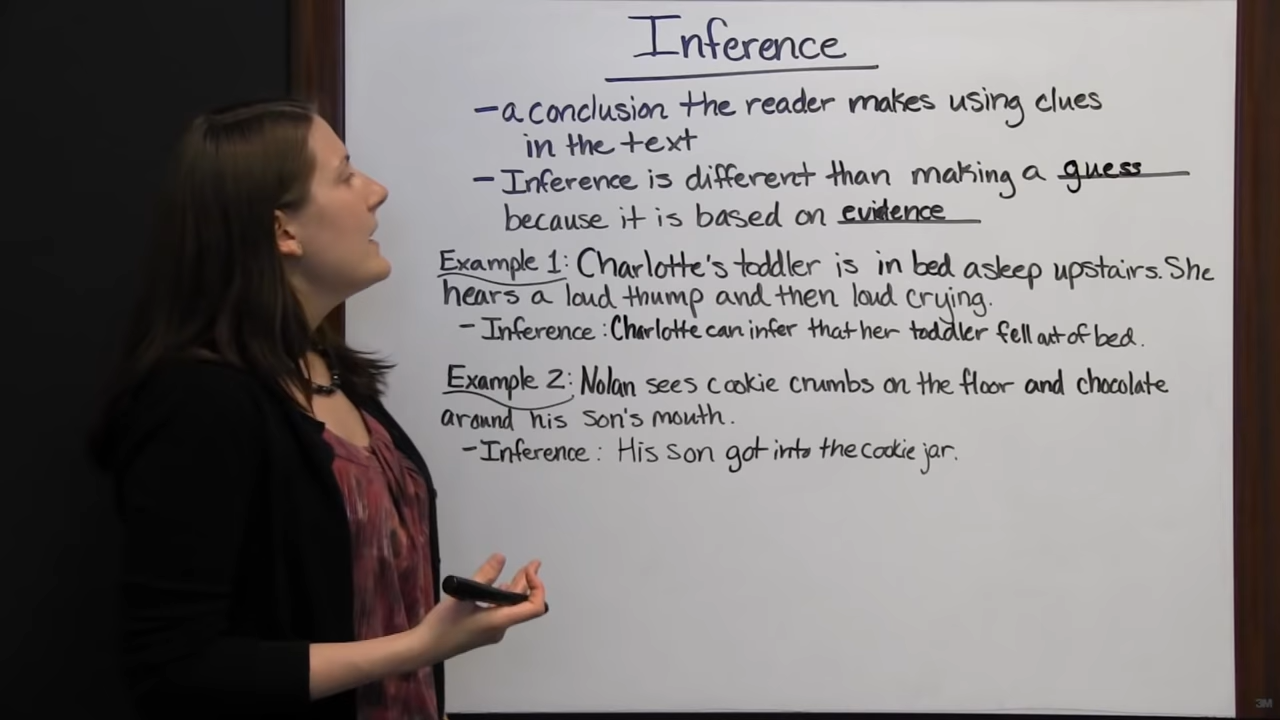 Inference
- a conclusion the reader makes using clues
in the text
- Inference is different than making a guess
because it is based on evidence
Example 1: Charlotte's toddler is in bed asleep upstairs. She
hears a loud thump and then loud crying.
- Inference: Charlotte can infer that her toddler fell out of bed.
Example 2: Nolan sees cookie crumbs on the floor and chocolate
around his son's mouth.
- Inference: His son got into the cookie jar.
3M